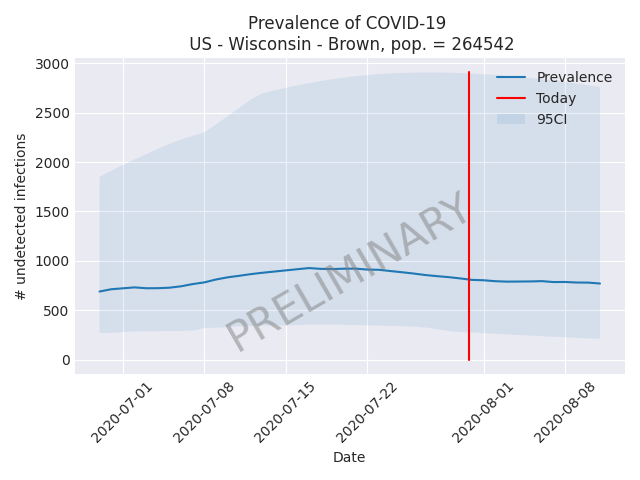 Prevalence of COVID-19
US - Wisconsin - Brown, pop. = 264542
3000
2500
2000
1500
1000
500
0
# undetected infections
Prevalence
Today
95CI
PRELIMINARY
2020-07-01
2020-07-08
2020-07-15
2020-07-22
2020-08-01
2020-08-08
Date